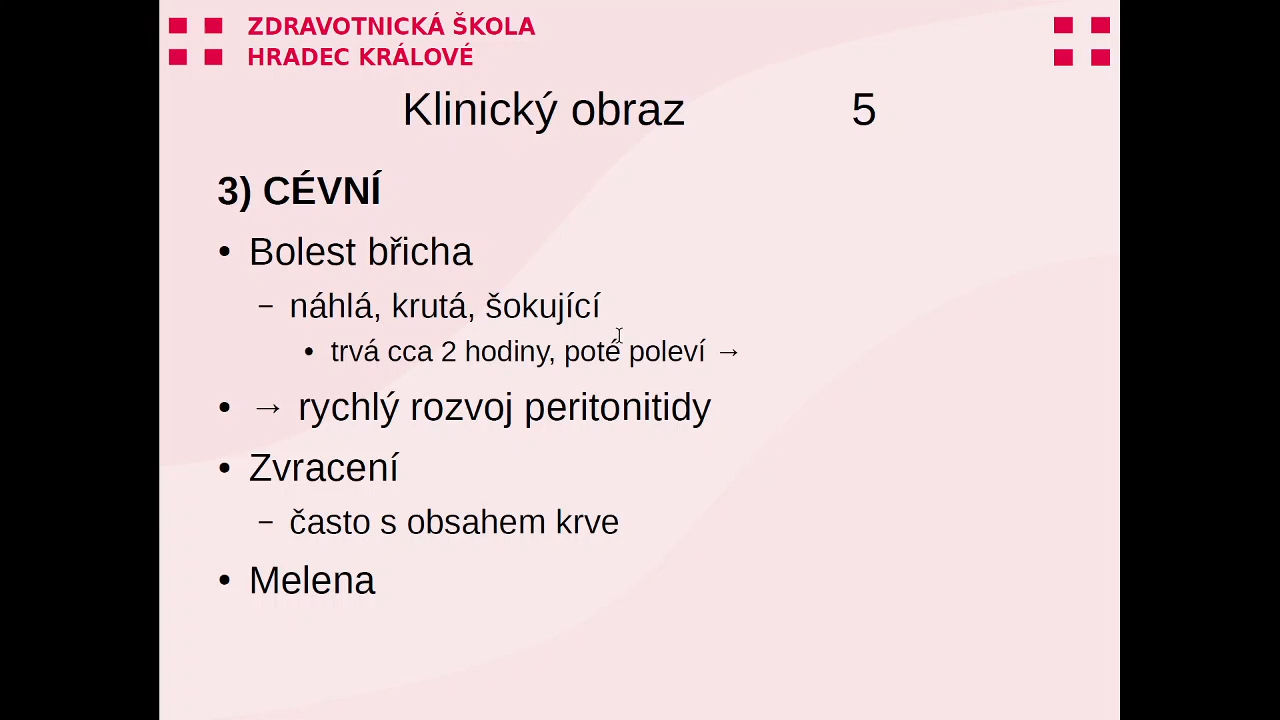 ZDRAVOTNICKÁ ŠKOLA
HRADEC KRÁLOVÉ
Klinický obraz 5
3) CÉVNÍ
• Bolest břicha
– náhlá, krutá, šokující
• trvá cca 2 hodiny, poté poleví →
• → rychlý rozvoj peritonitidy
• Zvracení
– často s obsahem krve
• Melena